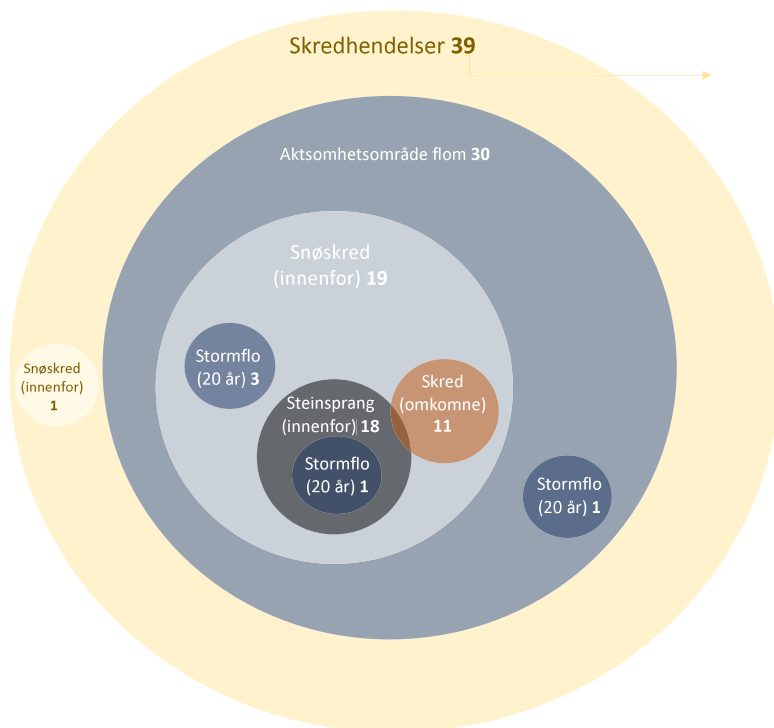 Skredhendelser 39
Aktsomhetsområde flom 30
Snøskred
(innenfor) 19
Stormflo
(20 år) 3
Snøskred
(innenfor)
1
Steinsprang
(innenfor) 18
Skred
(omkomne)
11
Stormflo
(20 år) 1
Stormflo
(20 år) 1